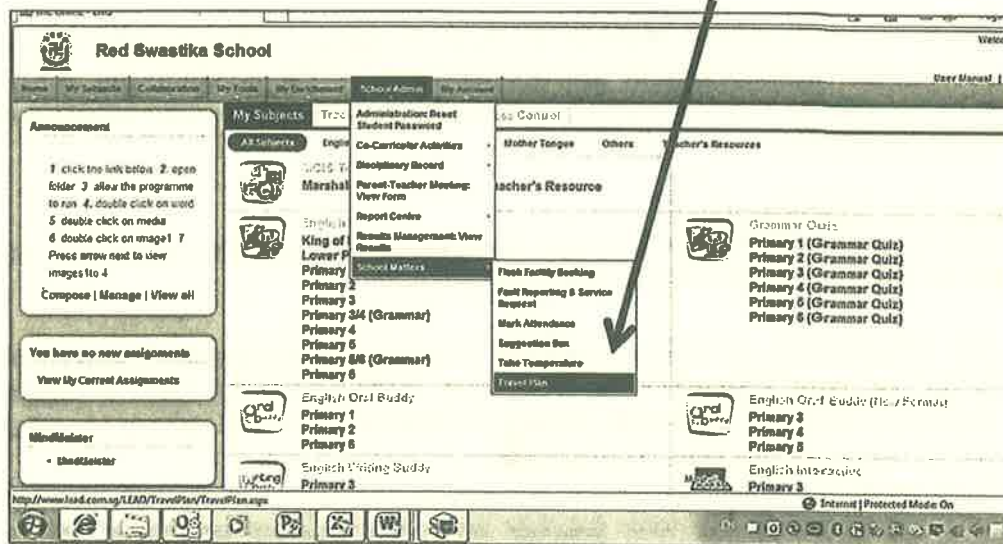 Red Swastika School
User Manual
Home
My Subjects
Collaboration
My Tools
My Enrichment
School Admin
My Account
Announcement
1 click the link below 2. open
folder 3 allow the programme
to run 4. double click on word
5 double click on media
6 double click on image1 7
Press arrow next to view
images 1to 4
Compose | Manage | View all
You have no new assignments
View My Current Assignments
MindMeister
• MindMeister
My Subjects
All Subjects
Mother Tongue
Others
Teacher's Resources
Administration: Reset
Student Password
Co-Curricular Activities
Disciplinary Record
Parent-Teacher Meeting:
View Form
Report Centre
Results Management: View
Results
School Matters
Flash Facility Booking
Fault Reporting & Service
Request
Mark Attendance
Suggestion Box
Take Temperature
Travel Plan
acher's Resource
English
King of
Lower P
Primary
Primary 2
Primary 3
Primary 3/4 (Grammar)
Primary 4
Primary 5
Primary 5/6 (Grammar)
Primary 6
Grammar Quiz
Primary 1 (Grammar Quiz)
Primary 2 (Grammar Quiz)
Primary 3 (Grammar Quiz)
Primary 4 (Grammar Quiz)
Primary 5 (Grammar Quiz)
Primary 6 (Grammar Quiz)
English Oral Buddy
Primary 1
Primary 2
Primary 6
English Oral Buddy (New Format)
Primary 3
Primary 4
Primary 5
English Writing Buddy
Primary 3
English Interactive
Primary 3
http://www.lead.com.sg/LEAD/TravelPlan/TravelPlan.aspx
Internet | Protected Mode: On